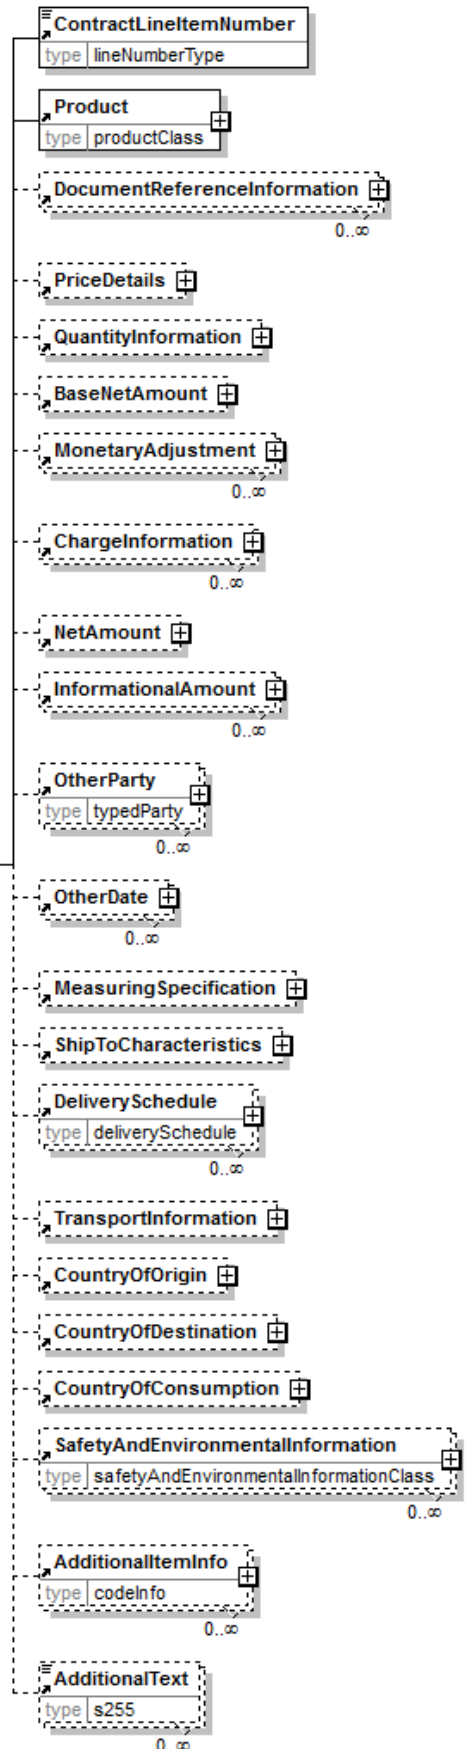 ContractLineItemNumber
type lineNumberType
Product
type productClass
DocumentReferenceInformation
0..∞
PriceDetails
QuantityInformation
BaseNetAmount
MonetaryAdjustment
0..∞
ChargeInformation
0..∞
NetAmount
InformationalAmount
0..∞
OtherParty
type typedParty
0..∞
OtherDate
0..∞
MeasuringSpecification
ShipToCharacteristics
DeliverySchedule
type deliverySchedule
0..∞
TransportInformation
CountryOfOrigin
CountryOfDestination
CountryOfConsumption
SafetyAndEnvironmentalInformation
type safetyAndEnvironmentalInformationClass
0..∞
AdditionalItemInfo
type codeInfo
0..∞
AdditionalText
type s255
0..∞